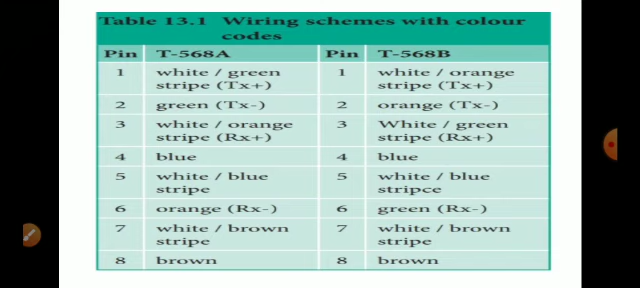 Table 13.1 Wiring schemes with colour
codes
Pin T-568A Pin T-568B
1 white / green 1 white / orange
stripe (Tx+) stripe (Tx+)
2 green (Tx-) 2 orange (Tx-)
3 white / orange 3 White / green
stripe (Rx+) stripe (Rx+)
4 blue 4 blue
5 white / blue 5 white / blue
stripe stripce
6 orange (Rx-) 6 green (Rx-)
7 white / brown 7 white / brown
stripe stripe
8 brown 8 brown